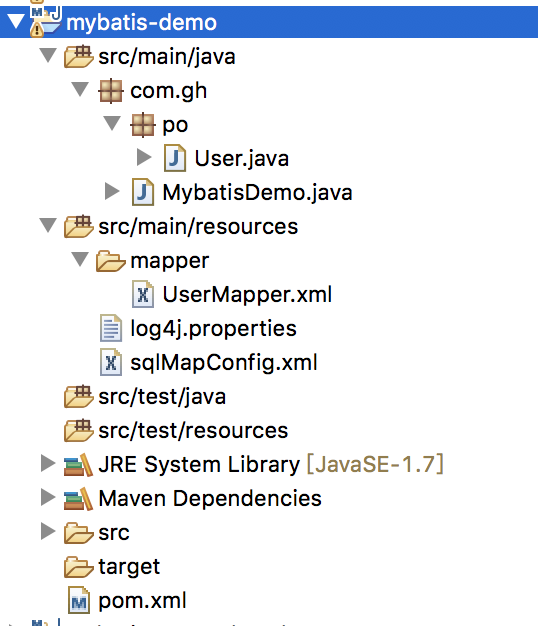 mybatis-demo
src/main/java
com.gh
po
User.java
MybatisDemo.java
src/main/resources
mapper
UserMapper.xml
log4j.properties
sqlMapConfig.xml
src/test/java
src/test/resources
JRE System Library [JavaSE-1.7]
Maven Dependencies
src
target
pom.xml